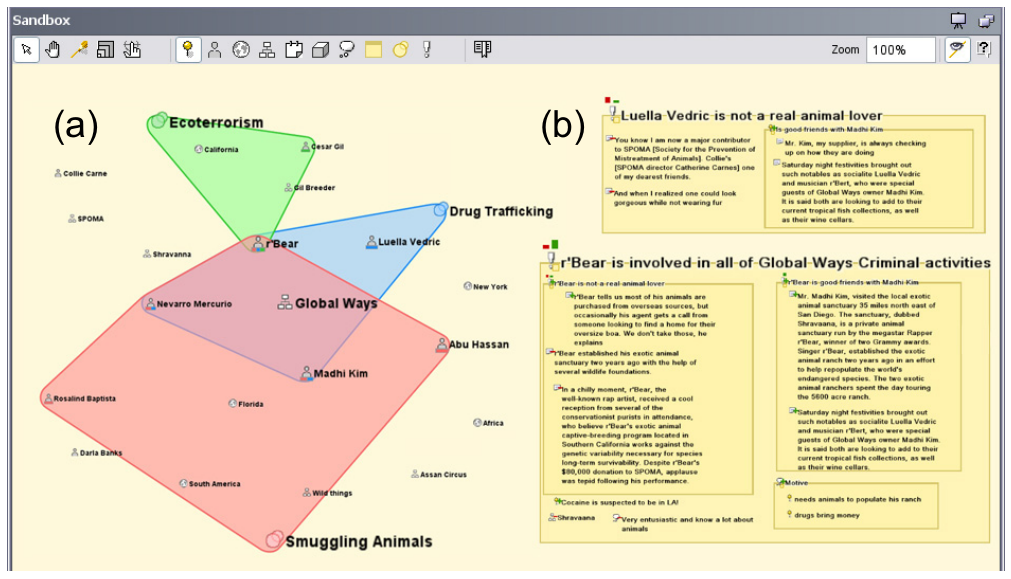 Sandbox
Zoom 100%
(a)
Ecoterrorism
California
Cesar Gil
Collie Carne
Gil Breeder
SPOMA
Drug Trafficking
r'Bear
Luella Vedric
Shravanna
New York
Navarro Mercurio
Global Ways
Abu Hassan
Madhi Kim
Rosalind Baptista
Florida
Africa
Darla Banks
Assan Circus
South America
Wild things
Smuggling Animals
(b)
Luella Vedric is not a real animal lover
You know I am now a major contributor
to SPOMA [Society for the Prevention of
Mistreatment of Animals]. Collie's
[SPOMA director Catherine Carnes] one
of my dearest friends.
And when I realized one could look
gorgeous while not wearing fur
Is good friends with Madhi Kim
Mr. Kim, my supplier, is always checking
up on how they are doing
Saturday night festivities brought out
such notables as socialite Luella Vedric
and musician r'Bert, who were special
guests of Global Ways owner Madhi Kim.
It is said both are looking to add to their
current tropical fish collections, as well
as their wine cellars.
r'Bear is involved in all of Global Ways Criminal activities
r'Bear is not a real animal lover
r'Bear tells us most of his animals are
purchased from overseas sources, but
occasionally his agent gets a call from
someone looking to find a home for their
oversize boa. We don't take those, he
explains
r'Bear established his exotic animal
sanctuary two years ago with the help of
several wildlife foundations.
In a chilly moment, r'Bear, the
well-known rap artist, received a cool
reception from several of the
conservationist purists in attendance,
who believe r'Bear's exotic animal
captive-breeding program located in
Southern California works against the
genetic variability necessary for species
long-term survivability. Despite r'Bear's
$80,000 donation to SPOMA, applause
was tepid following his performance.
Cocaine is suspected to be in LA!
Shravaana
Very entustiastic and know a lot about
animals
r'Bear is good friends with Madhi Kim
Mr. Madhi Kim, visited the local exotic
animal sanctuary 35 miles north east of
San Diego. The sanctuary, dubbed
Shravaana, is a private animal
sanctuary run by the megastar Rapper
r'Bear, winner of two Grammy awards.
Singer r'Bear, established the exotic
animal ranch two years ago in an effort
to help repopulate the world's
endangered species. The two exotic
animal ranchers spent the day touring
the 5600 acre ranch.
Saturday night festivities brought out
such notables as socialite Luella Vedric
and musician r'Bert, who were special
guests of Global Ways owner Madhi Kim.
It is said both are looking to add to their
current tropical fish collections, as well
as their wine cellars.
Motive
needs animals to populate his ranch
drugs bring money